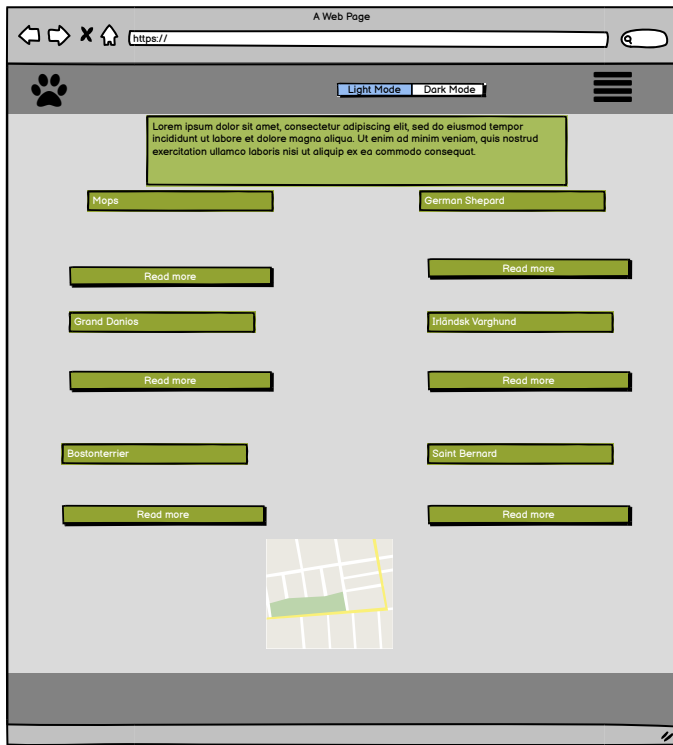 A Web Page
https://
Light Mode Dark Mode
Lorem ipsum dolor sit amet, consectetur adipiscing elit, sed do eiusmod tempor
incididunt ut labore et dolore magna aliqua. Ut enim ad minim veniam, quis nostrud
exercitation ullamco laboris nisi ut aliquip ex ea commodo consequat.
Mops
German Shepard
Read more
Read more
Grand Danios
Irländsk Varghund
Read more
Read more
Bostonterrier
Saint Bernard
Read more
Read more